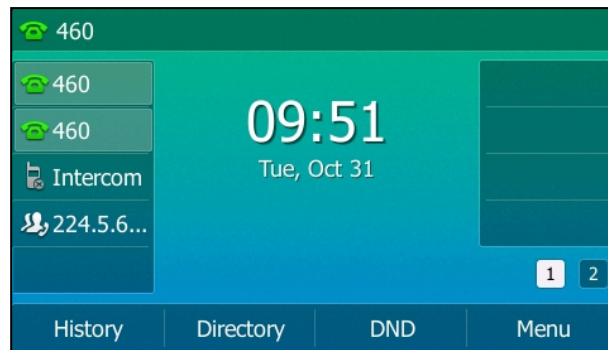 460
460
460
Intercom
224.5.6...
09:51
Tue, Oct 31
1 2
History Directory DND Menu